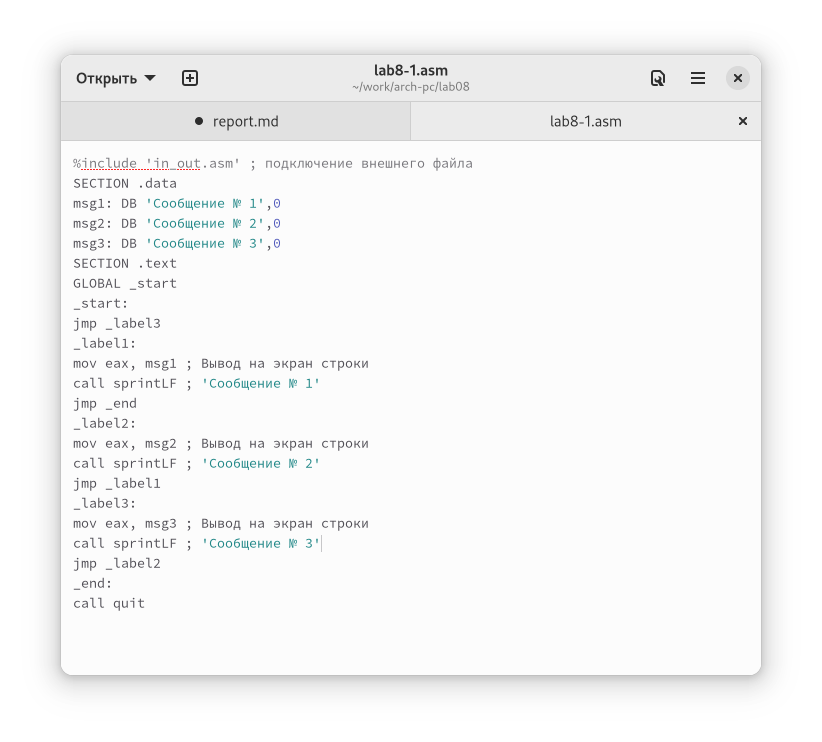 Открыть
lab8-1.asm
~/work/arch-pc/lab08
report.md
lab8-1.asm
%include 'in_out.asm' ; подключение внешнего файла
SECTION .data
msg1: DB 'Сообщение № 1',0
msg2: DB 'Сообщение № 2',0
msg3: DB 'Сообщение № 3',0
SECTION .text
GLOBAL _start
_start:
jmp _label3
_label1:
mov eax, msg1 ; Вывод на экран строки
call sprintLF ; 'Сообщение № 1'
jmp _end
_label2:
mov eax, msg2 ; Вывод на экран строки
call sprintLF ; 'Сообщение № 2'
jmp _label1
_label3:
mov eax, msg3 ; Вывод на экран строки
call sprintLF ; 'Сообщение № 3'
jmp _label2
_end:
call quit